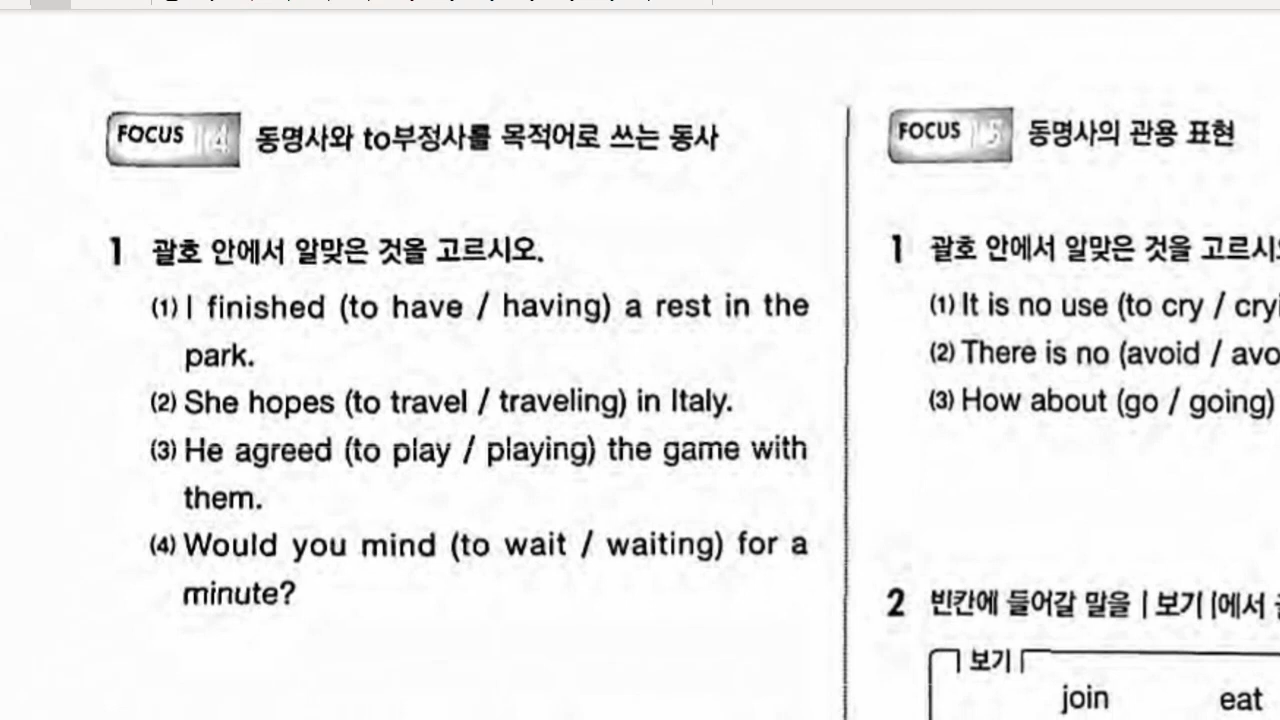 FOCUS 4 동명사와 to부정사를 목적어로 쓰는 동사
1 괄호 안에서 알맞은 것을 고르시오.
(1) I finished (to have / having) a rest in the
park.
(2) She hopes (to travel / traveling) in Italy.
(3) He agreed (to play / playing) the game with
them.
(4) Would you mind (to wait / waiting) for a
minute?
FOCUS 5 동명사의 관용 표현
1 괄호 안에서 알맞은 것을 고르시
(1) It is no use (to cry /
(2) There is no (avoid /
(3) How about (go / going)
2 빈칸에 들어갈 말을 |보기|에서
보기
join eat